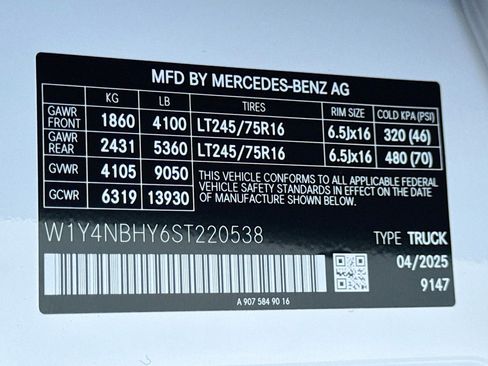 MFD BY MERCEDES-BENZ AG
KG LB TIRES RIM SIZE COLD KPA (PSI)
GAWR FRONT 1860 4100 LT245/75R16 6.5Jx16 320 (46)
GAWR REAR 2431 5360 LT245/75R16 6.5Jx16 480 (70)
GVWR 4105 9050 THIS VEHICLE CONFORMS TO ALL APPLICABLE FEDERAL
VEHICLE SAFETY STANDARDS IN EFFECT ON THE DATE OF
GCWR 6319 13930 MANUFACTURE SHOWN BELOW.
W1Y4NBHY6ST220538 TYPE TRUCK
04/2025
9147
A 907 584 90 16